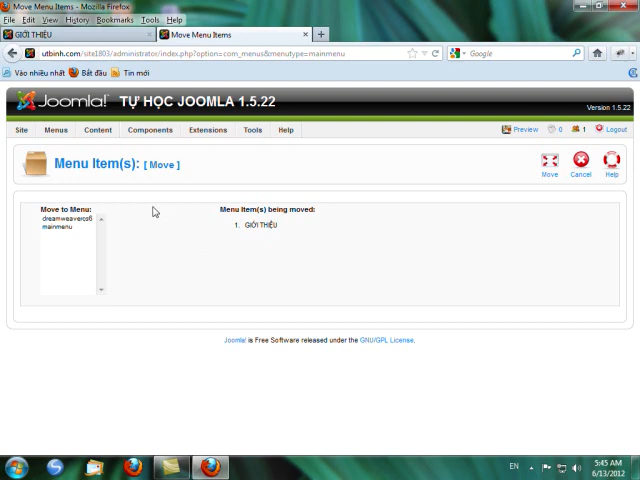 Move Menu Items - Mozilla Firefox
File Edit View History Bookmarks Tools Help
GIỚI THIỆU
Move Menu Items
utbinh.com/site1803/administrator/index.php?option=com_menus&menutype=mainmenu
Google
Vào nhiều nhất Bắt đầu Tin mới
Joomla! TỰ HỌC JOOMLA 1.5.22
Version 1.5.22
Site Menus Content Components Extensions Tools Help
Preview 0 1 Logout
Menu Item(s): [ Move ]
Move Cancel Help
Move to Menu:
dreamweavercs6
mainmenu
Menu Item(s) being moved:
1. GIỚI THIỆU
Joomla! is Free Software released under the GNU/GPL License.
EN
5:45 AM
6/13/2012